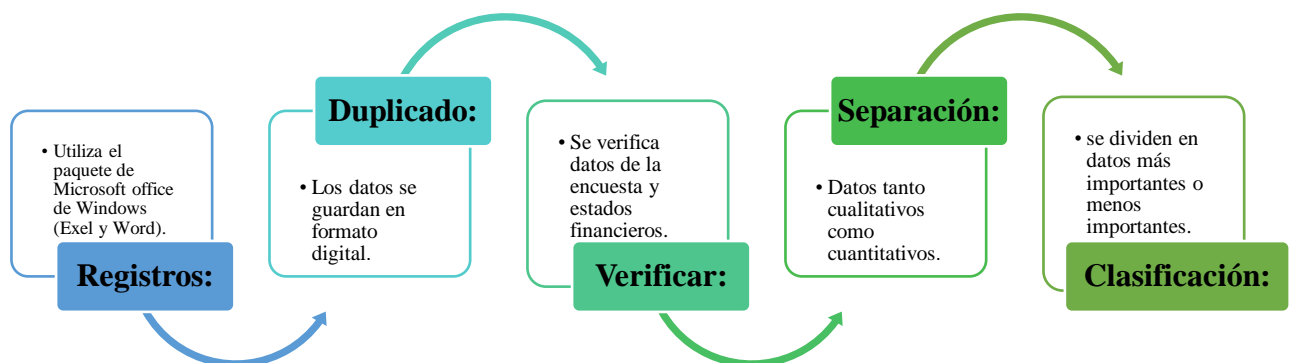 • Utiliza el
paquete de
Microsoft office
de Windows
(Exel y Word).
Registros:
Duplicado:
• Los datos se
guardan en
formato
digital.
• Se verifica
datos de la
encuesta y
estados
financieros.
Verificar:
Separación:
• Datos tanto
cualitativos
como
cuantitativos.
• se dividen en
datos más
importantes o
menos
importantes.
Clasificación: